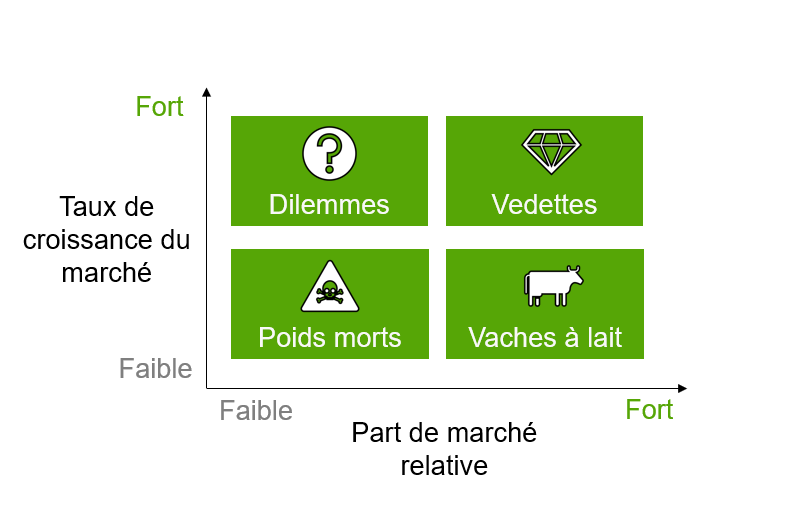 Fort
Dilemmes
Vedettes
Taux de
croissance du
marché
Poids morts
Vaches à lait
Faible
Faible
Fort
Part de marché
relative